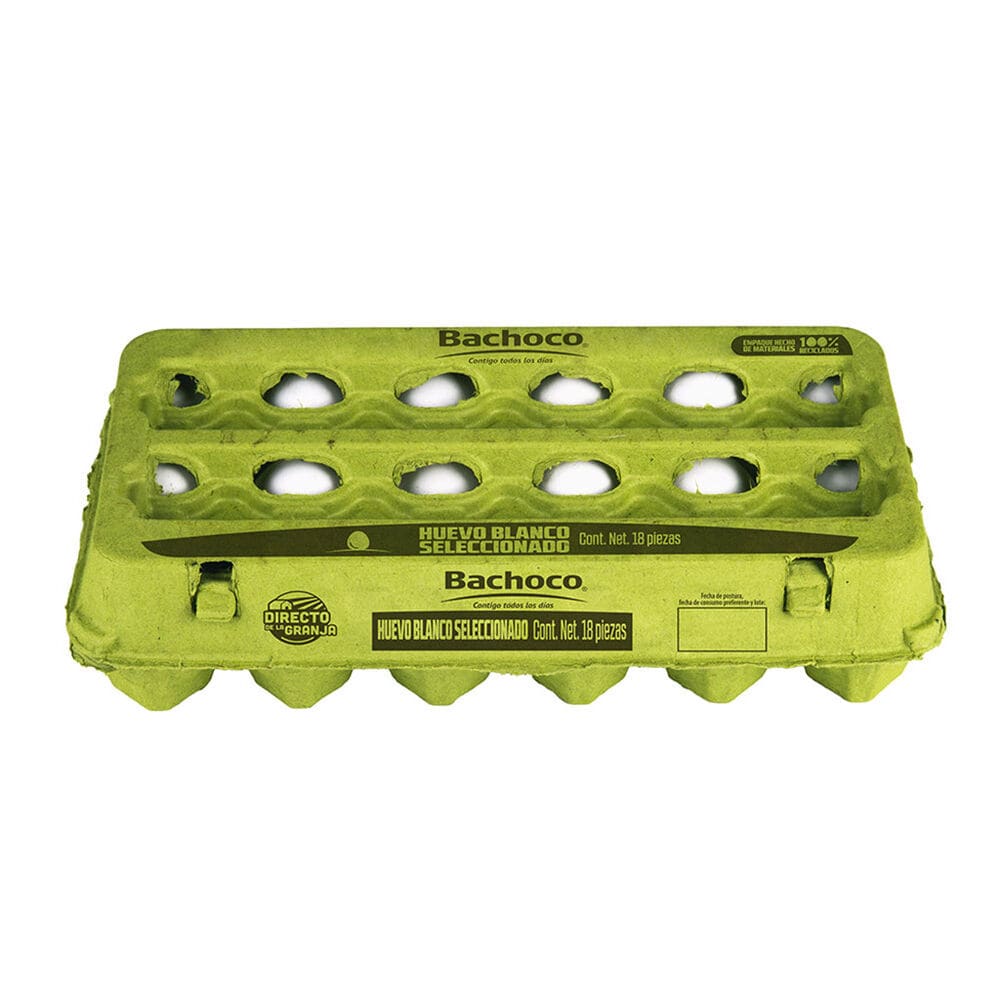 Bachoco®
Contigo todos los días
EMPAQUE HECHO
DE MATERIALES
100%
RECICLADOS
HUEVO BLANCO
SELECCIONADO
Cont. Net. 18 piezas
Bachoco®
Contigo todos los días
DIRECTO
DE LA GRANJA
HUEVO BLANCO SELECCIONADO Cont. Net. 18 piezas
Fecha de postura,
fecha de consumo preferente y lote: